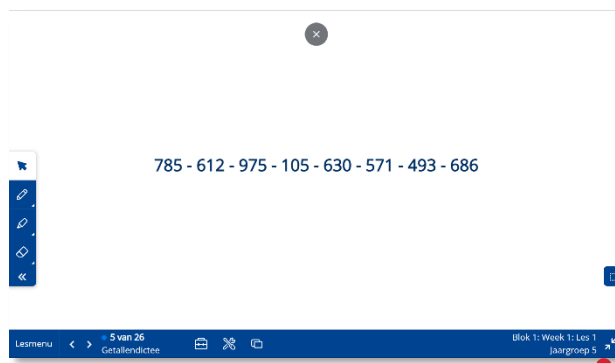 785 - 612 - 975 - 105 - 630 - 571 - 493 - 686
Lesmenu
5 van 26
Getallendictee
Blok 1: Week 1: Les 1
Jaargroep 5